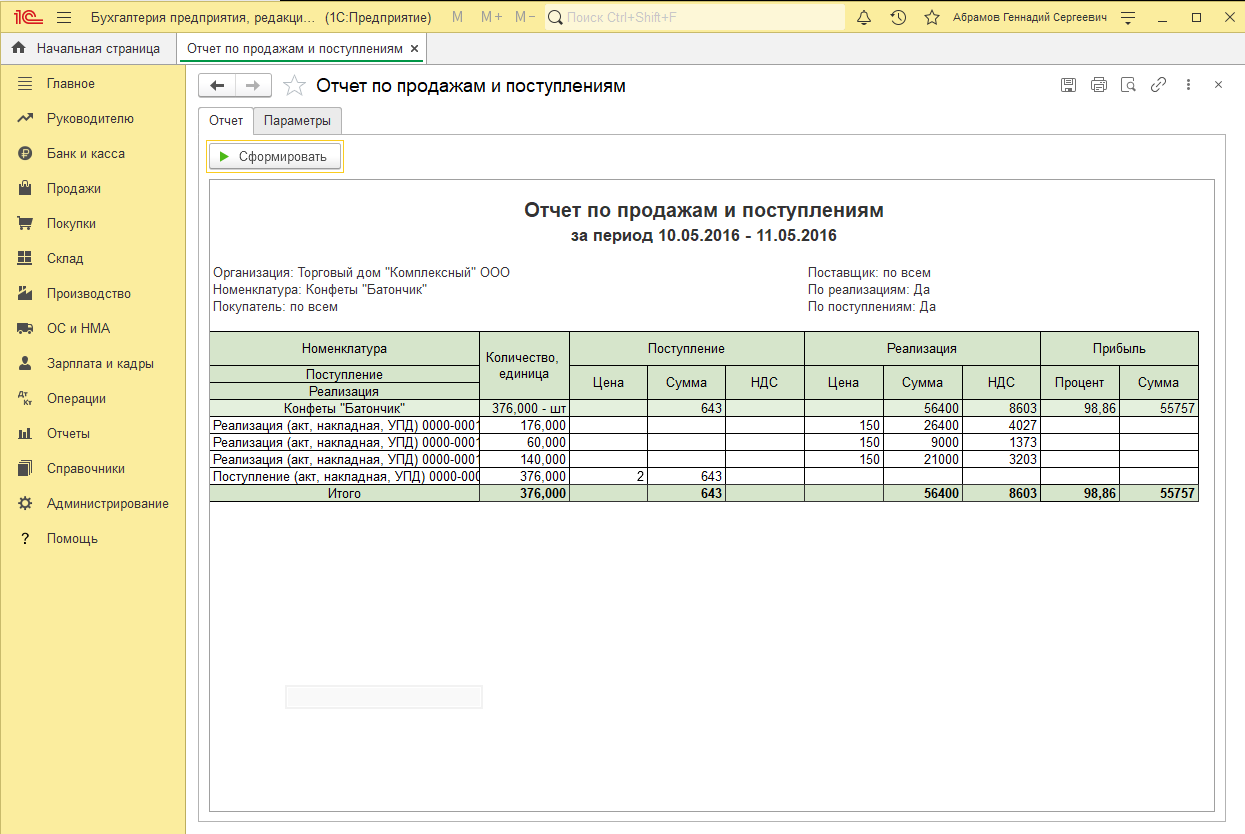 1С Бухгалтерия предприятия, редакци... (1С:Предприятие) M M+ M- Поиск Ctrl+Shift+F Абрамов Геннадий Сергеевич
Начальная страница Отчет по продажам и поступлениям ×
Главное
Руководителю
Банк и касса
Продажи
Покупки
Склад
Производство
ОС и НМА
Зарплата и кадры
Дт Кт Операции
Отчеты
Справочники
Администрирование
? Помощь
Отчет по продажам и поступлениям
Отчет Параметры
Сформировать
Отчет по продажам и поступлениям
за период 10.05.2016 - 11.05.2016
Организация: Торговый дом "Комплексный" ООО Поставщик: по всем
Номенклатура: Конфеты "Батончик" По реализациям: Да
Покупатель: по всем По поступлениям: Да
Номенклатура Количество, единица Поступление Реализация Прибыль
Поступление Цена Сумма НДС Цена Сумма НДС Процент Сумма
Реализация
Конфеты "Батончик" 376,000 - шт 643 56400 8603 98,86 55757
Реализация (акт, накладная, УПД) 0000-0001 176,000 150 26400 4027
Реализация (акт, накладная, УПД) 0000-0001 60,000 150 9000 1373
Реализация (акт, накладная, УПД) 0000-0001 140,000 150 21000 3203
Поступление (акт, накладная, УПД) 0000-000 376,000 2 643
Итого 376,000 643 56400 8603 98,86 55757